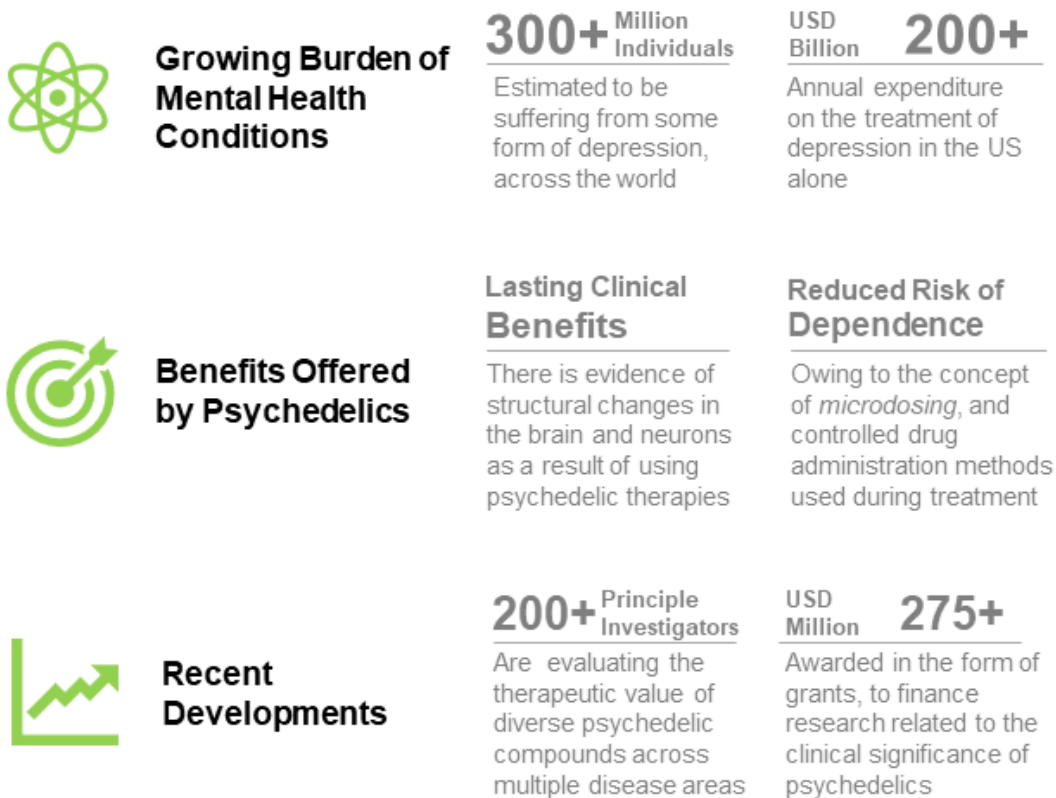 Growing Burden of
Mental Health
Conditions
300+ Million
Individuals
Estimated to be
suffering from some
form of depression,
across the world
USD
Billion 200+
Annual expenditure
on the treatment of
depression in the US
alone
Benefits Offered
by Psychedelics
Lasting Clinical
Benefits
There is evidence of
structural changes in
the brain and neurons
as a result of using
psychedelic therapies
Reduced Risk of
Dependence
Owing to the concept
of microdosing, and
controlled drug
administration methods
used during treatment
Recent
Developments
200+ Principle
Investigators
Are evaluating the
therapeutic value of
diverse psychedelic
compounds across
multiple disease areas
USD
Million 275+
Awarded in the form of
grants, to finance
research related to the
clinical significance of
psychedelics